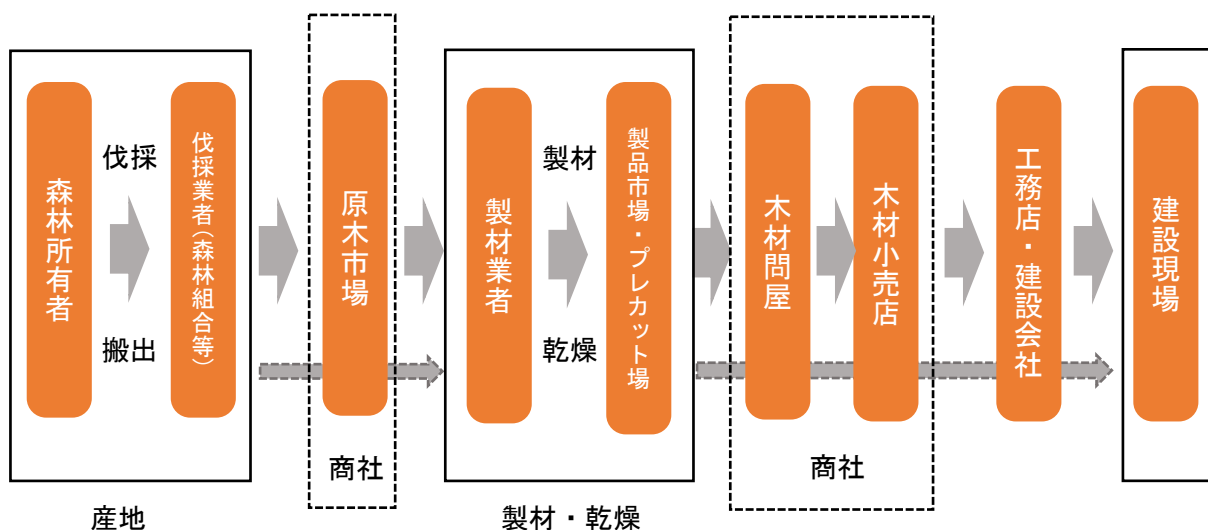 森林所有者
伐採
搬出
伐採業者(森林組合等)
産地
原木市場
商社
製材業者
製材
乾燥
製品市場・プレカット場
製材・乾燥
木材問屋
木材小売店
商社
工務店・建設会社
建設現場